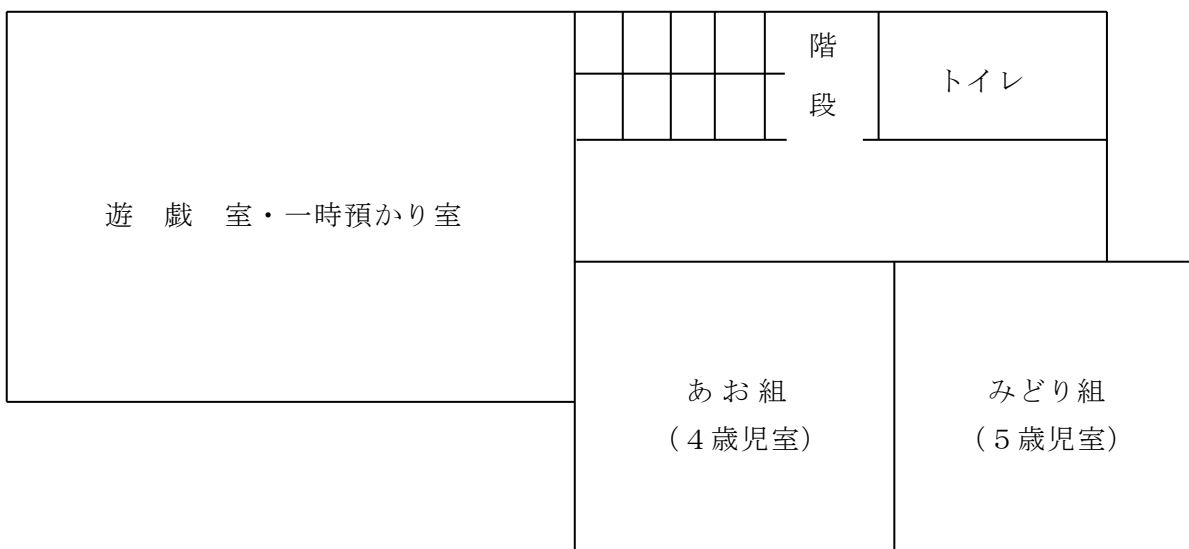 階
段
トイレ
遊　戯　室・一時預かり室
あお組
（４歳児室）
みどり組
（５歳児室）